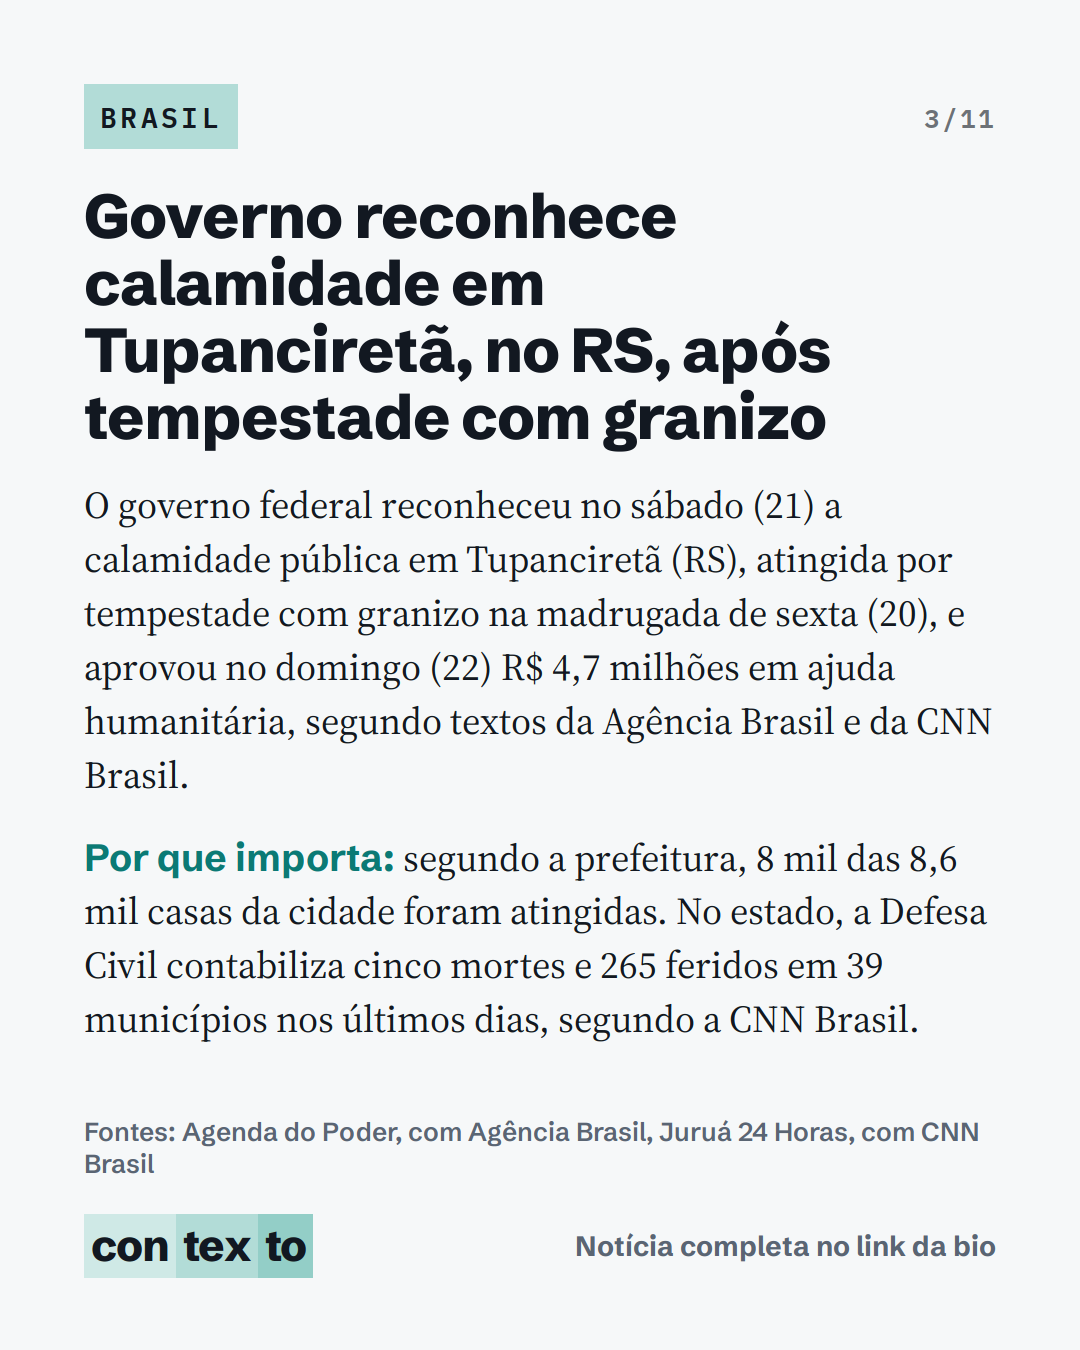 BRASIL
3/11
Governo reconhece
calamidade em
Tupanciretã, no RS, após
tempestade com granizo
O governo federal reconheceu no sábado (21) a
calamidade pública em Tupanciretã (RS), atingida por
tempestade com granizo na madrugada de sexta (20), e
aprovou no domingo (22) R$ 4,7 milhões em ajuda
humanitária, segundo textos da Agência Brasil e da CNN
Brasil.
Por que importa: segundo a prefeitura, 8 mil das 8,6
mil casas da cidade foram atingidas. No estado, a Defesa
Civil contabiliza cinco mortes e 265 feridos em 39
municípios nos últimos dias, segundo a CNN Brasil.
Fontes: Agenda do Poder, com Agência Brasil, Juruá 24 Horas, com CNN
Brasil
con tex to
Notícia completa no link da bio